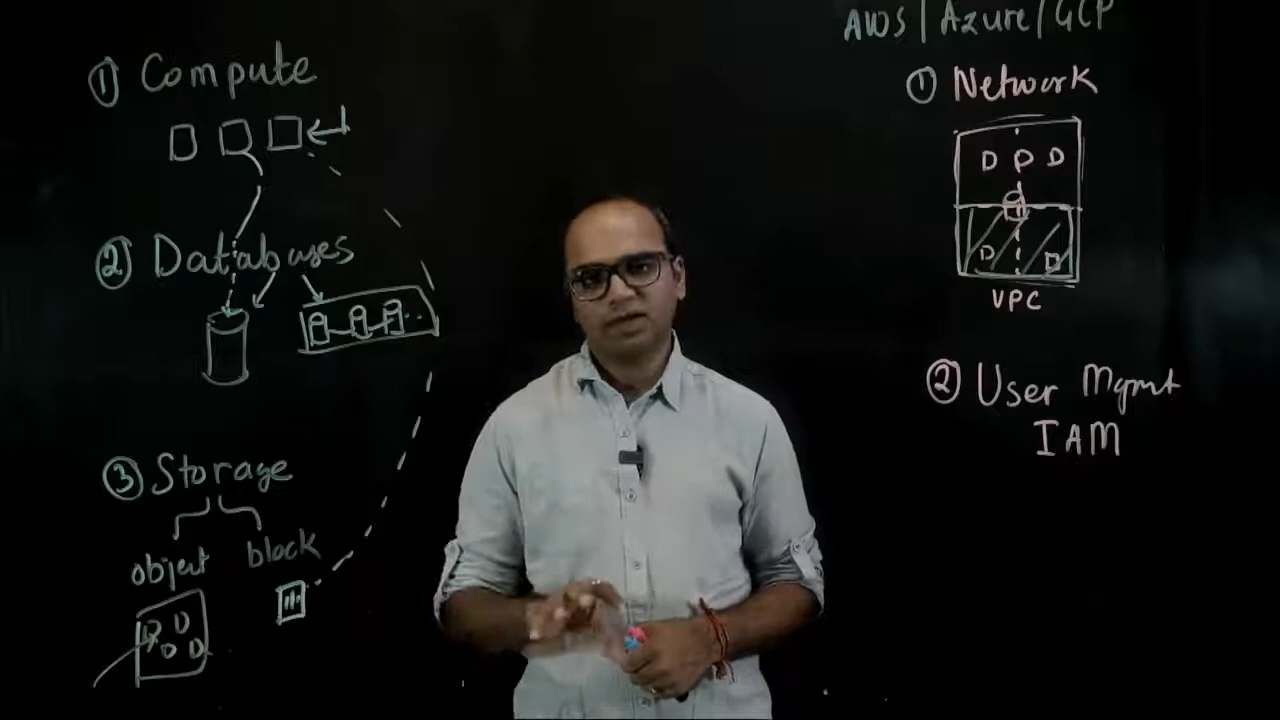 ① Compute
② Databases
③ Storage
object block
D D
D D
AWS | Azure / GCP
① Network
D D D
D D
VPC
② User Mgmt
IAM